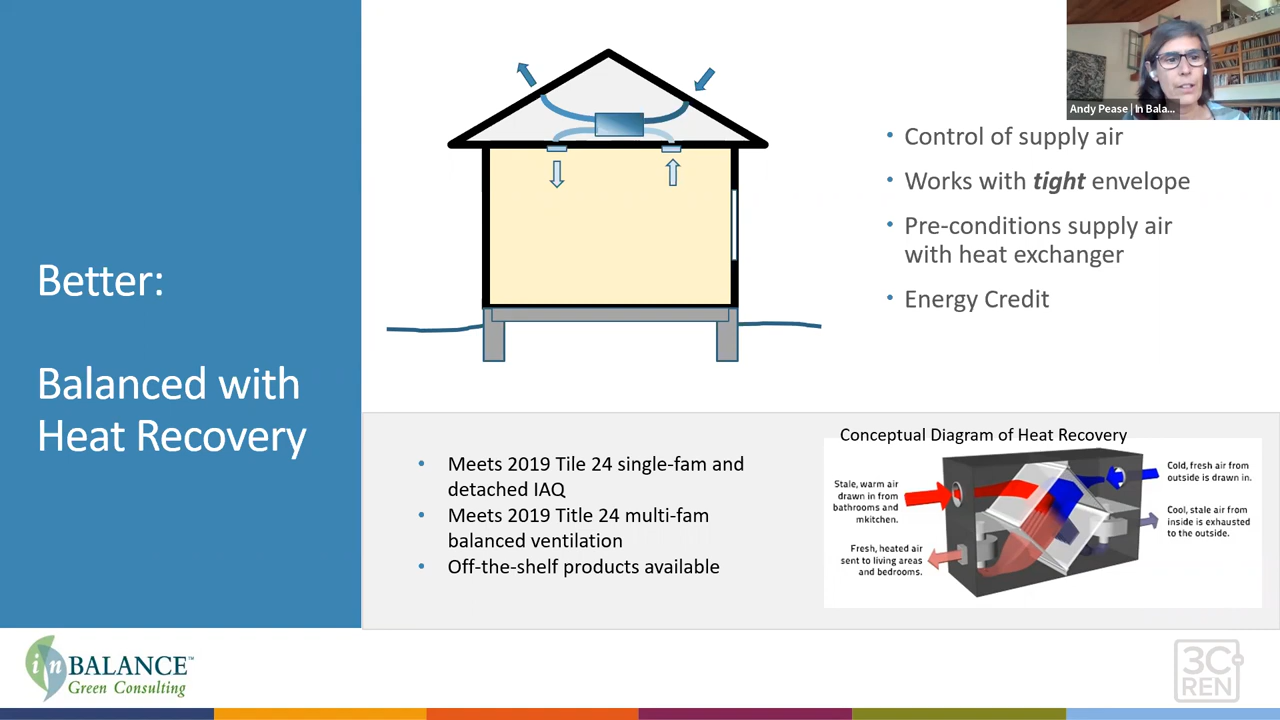 Better:
Balanced with
Heat Recovery
Andy Pease | In Bala...
• Control of supply air
• Works with tight envelope
• Pre-conditions supply air
with heat exchanger
• Energy Credit
• Meets 2019 Tile 24 single-fam and
detached IAQ
• Meets 2019 Title 24 multi-fam
balanced ventilation
• Off-the-shelf products available
Conceptual Diagram of Heat Recovery
Stale, warm air
drawn in from
bathrooms and
mkitchen.
Fresh, heated air
sent to living areas
and bedrooms.
Cold, fresh air from
outside is drawn in.
Cool, stale air from
inside is exhausted
to the outside.
in BALANCE™
Green Consulting
3C
REN